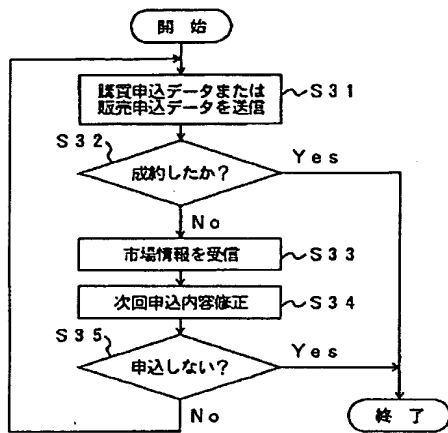 開 始
購買申込データまたは
販売申込データを送信
S31
S32
成約したか?
Yes
No
市場情報を受信
S33
次回申込内容修正
S34
S35
申込しない?
Yes
No
終 了